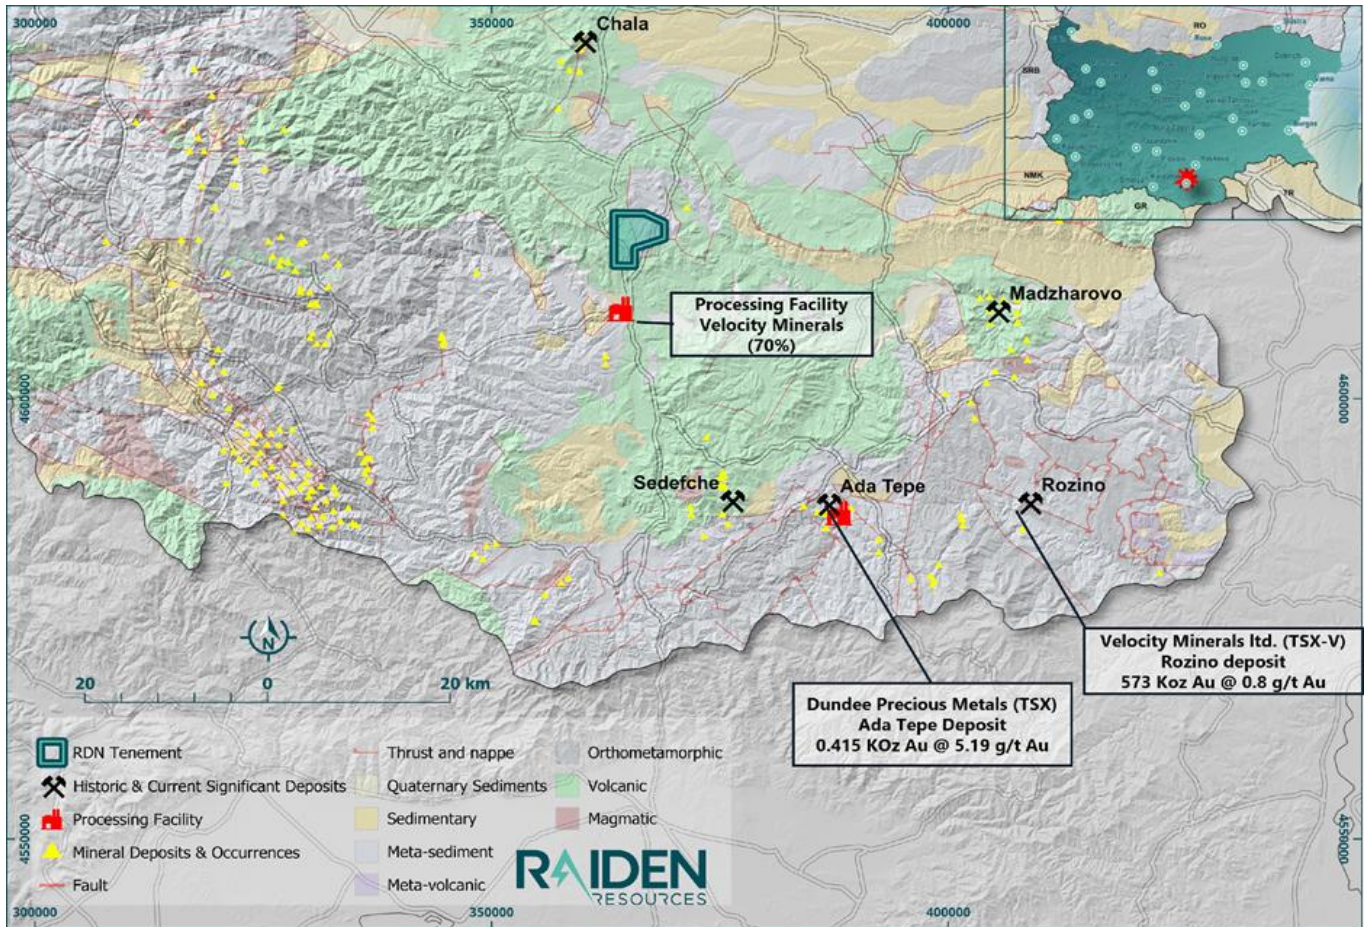 300000
350000
400000
Chala
RO
SRB
NMK
GR
TR
Burgas
Madzharovo
Processing Facility
Velocity Minerals
(70%)
4600000
4600000
Sedefche
Ada Tepe
Rozino
N
20
0
20 km
Velocity Minerals ltd. (TSX-V)
Rozino deposit
573 Koz Au @ 0.8 g/t Au
Dundee Precious Metals (TSX)
Ada Tepe Deposit
0.415 KOz Au @ 5.19 g/t Au
RDN Tenement
Historic & Current Significant Deposits
Processing Facility
Mineral Deposits & Occurrences
Fault
Thrust and nappe
Quaternary Sediments
Sedimentary
Meta-sediment
Meta-volcanic
Orthometamorphic
Volcanic
Magmatic
RAIDEN
RESOURCES
4550000
4550000
300000
350000
400000